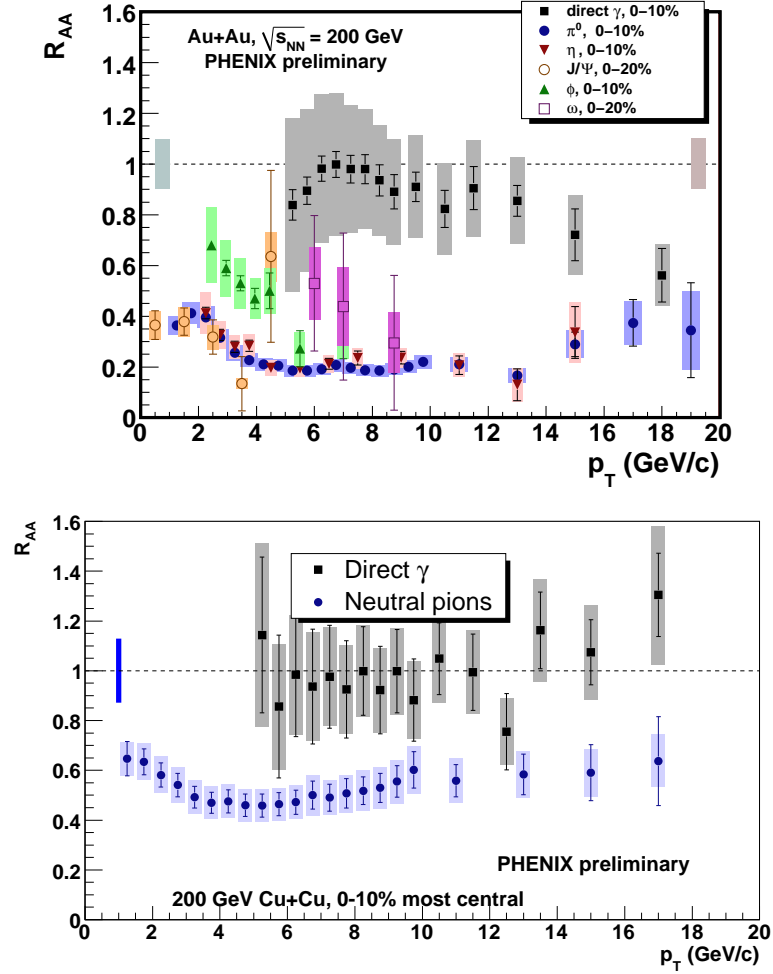 R_AA
1.6
1.4
1.2
1
0.8
0.6
0.4
0.2
0
Au+Au, √s_NN = 200 GeV
PHENIX preliminary
direct γ, 0–10%
π⁰, 0–10%
η, 0–10%
J/Ψ, 0–20%
ϕ, 0–10%
ω, 0–20%
0 2 4 6 8 10 12 14 16 18 20
p_T (GeV/c)
R_AA
1.6
1.4
1.2
1
0.8
0.6
0.4
0.2
0
Direct γ
Neutral pions
PHENIX preliminary
200 GeV Cu+Cu, 0-10% most central
0 2 4 6 8 10 12 14 16 18 20
p_T (GeV/c)